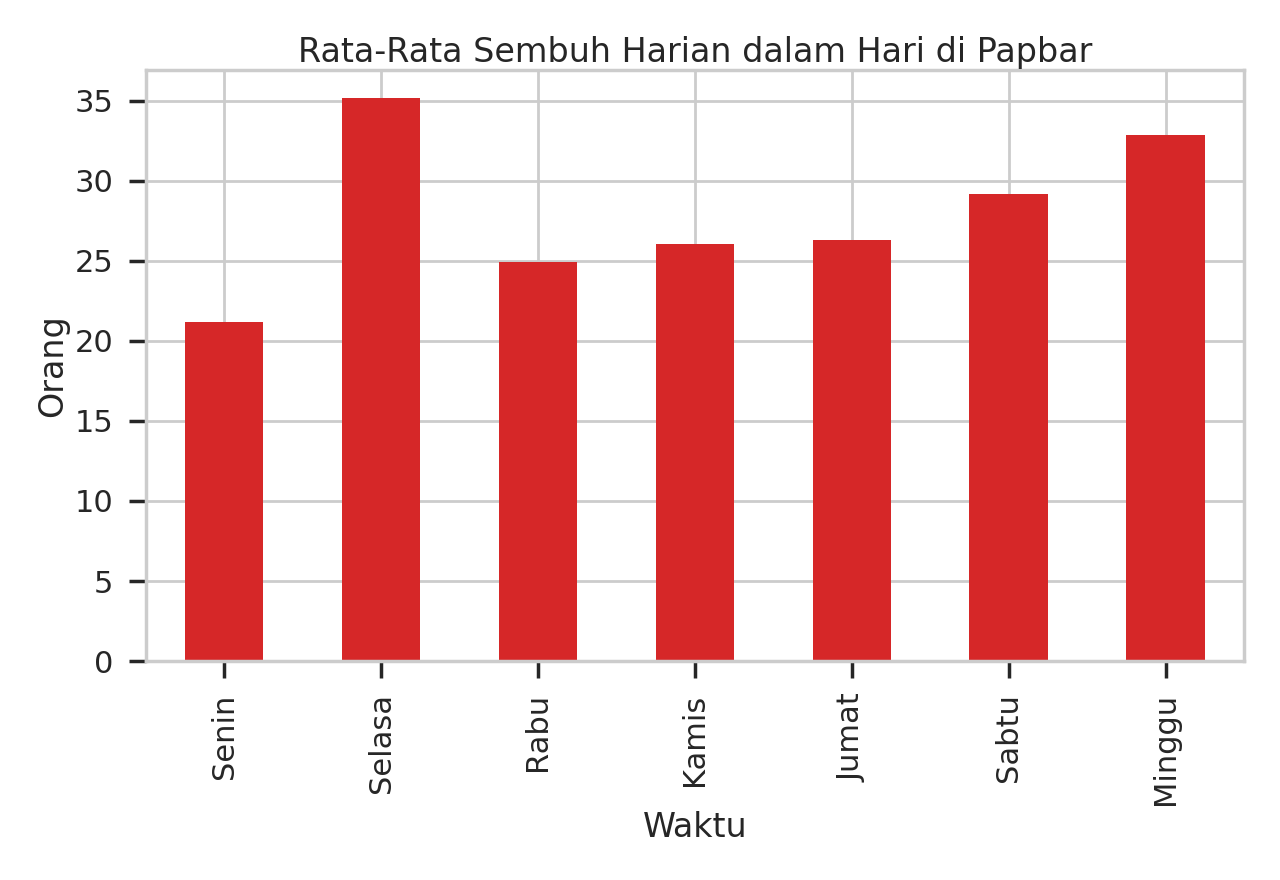 Rata-Rata Sembuh Harian dalam Hari di Papbar
Orang
35
30
25
20
15
10
5
0
Senin
Selasa
Rabu
Kamis
Jumat
Sabtu
Minggu
Waktu